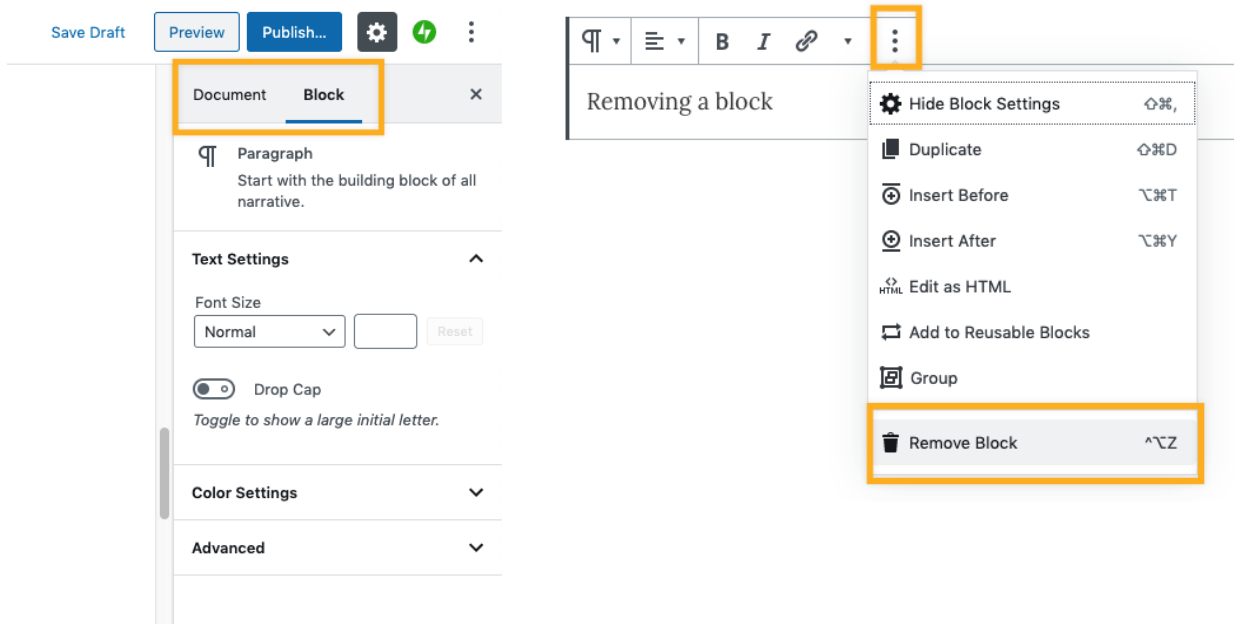 Save Draft Preview Publish...
Document Block
Paragraph
Start with the building block of all
narrative.
Text Settings
Font Size
Normal Reset
Drop Cap
Toggle to show a large initial letter.
Color Settings
Advanced
B I
Removing a block
Hide Block Settings ⇧⌘,
Duplicate ⇧⌘D
Insert Before ⌥⌘T
Insert After ⌥⌘Y
HTML Edit as HTML
Add to Reusable Blocks
Group
Remove Block ^⌥Z